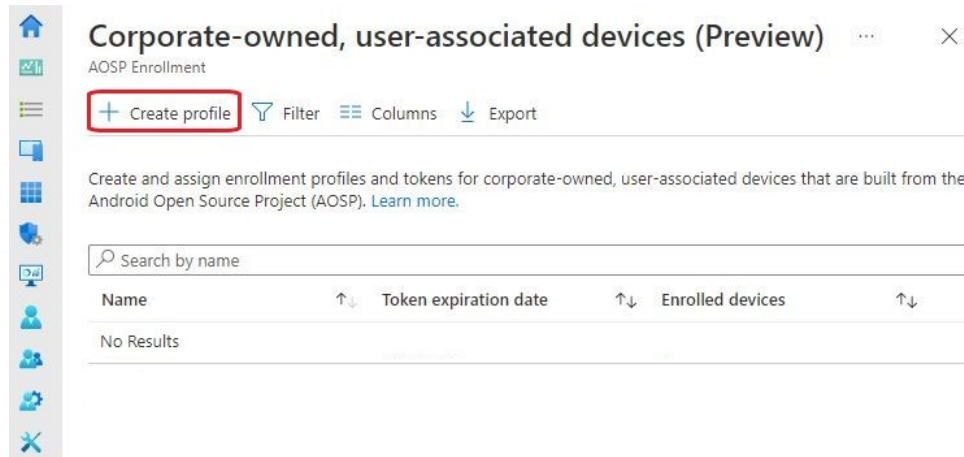 Corporate-owned, user-associated devices (Preview) ...
AOSP Enrollment
+ Create profile Filter Columns Export
Create and assign enrollment profiles and tokens for corporate-owned, user-associated devices that are built from the
Android Open Source Project (AOSP). Learn more.
Search by name
Name ↑↓ Token expiration date ↑↓ Enrolled devices ↑↓
No Results